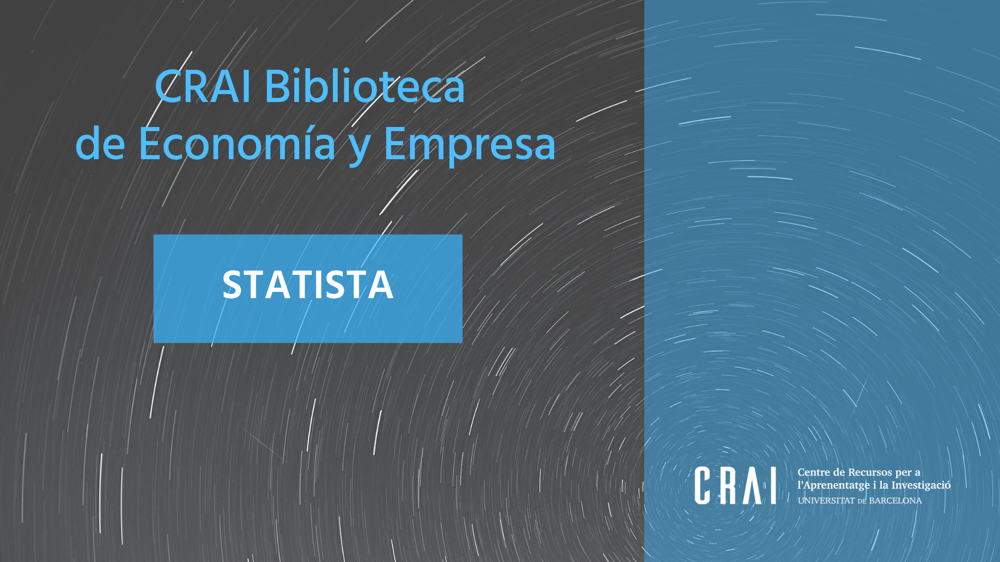 CRAI Biblioteca
de Economía y Empresa
STATISTA
CRAI
Centre de Recursos per a
l'Aprenentatge i la Investigació
UNIVERSITAT DE BARCELONA